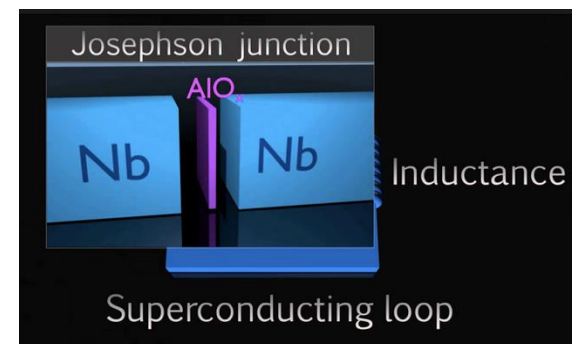 Josephson junction
AlOₓ
Nb
Nb
Inductance
Superconducting loop